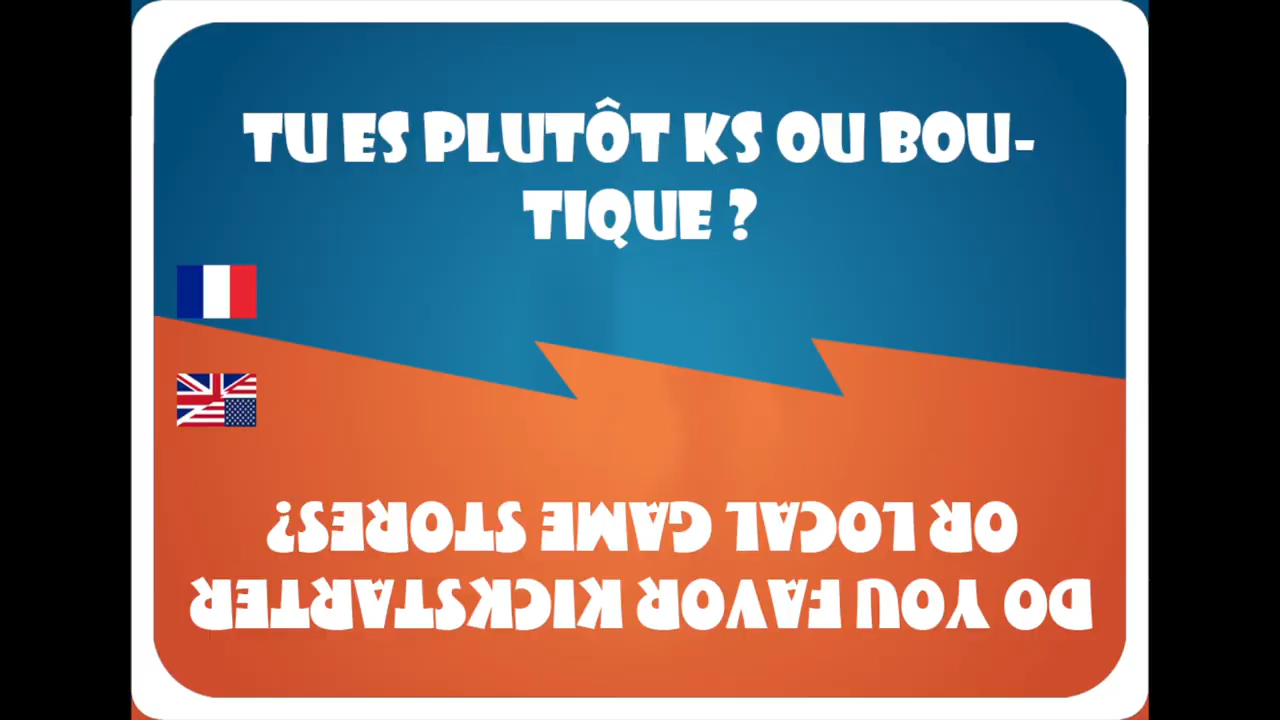 TU ES PLUTÔT KS OU BOU-
TIQUE ?
DO YOU FAVOR KICKSTARTER
OR LOCAL GAME STORES?